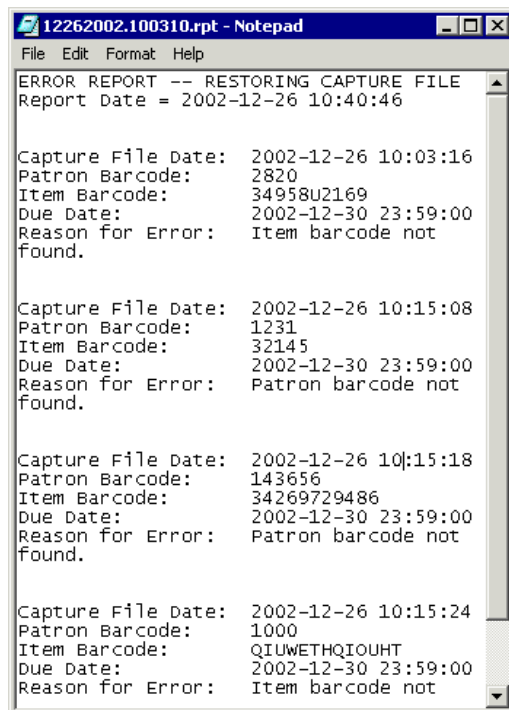 12262002.100310.rpt - Notepad
File Edit Format Help
ERROR REPORT -- RESTORING CAPTURE FILE
Report Date = 2002-12-26 10:40:46
Capture File Date: 2002-12-26 10:03:16
Patron Barcode: 2820
Item Barcode: 34958U2169
Due Date: 2002-12-30 23:59:00
Reason for Error: Item barcode not
found.
Capture File Date: 2002-12-26 10:15:08
Patron Barcode: 1231
Item Barcode: 32145
Due Date: 2002-12-30 23:59:00
Reason for Error: Patron barcode not
found.
Capture File Date: 2002-12-26 10:15:18
Patron Barcode: 143656
Item Barcode: 34269729486
Due Date: 2002-12-30 23:59:00
Reason for Error: Patron barcode not
found.
Capture File Date: 2002-12-26 10:15:24
Patron Barcode: 1000
Item Barcode: QIUWETHQIOUHT
Due Date: 2002-12-30 23:59:00
Reason for Error: Item barcode not